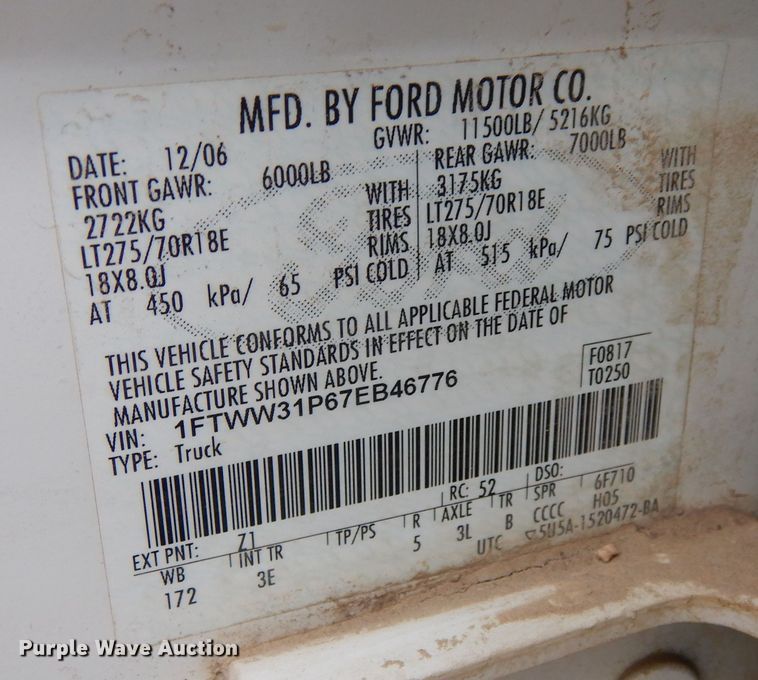 MFD. BY FORD MOTOR CO.
DATE: 12/06 GVWR: 11500LB/ 5216KG
FRONT GAWR: 6000LB REAR GAWR: 7000LB
2722KG WITH 3175KG WITH
LT275/70R18E TIRES LT275/70R18E TIRES
18X8.0J RIMS 18X8.0J RIMS
AT 450 kPa/ 65 PSI COLD AT 515 kPa/ 75 PSI COLD
THIS VEHICLE CONFORMS TO ALL APPLICABLE FEDERAL MOTOR
VEHICLE SAFETY STANDARDS IN EFFECT ON THE DATE OF
MANUFACTURE SHOWN ABOVE.
F0817
VIN: 1FTWW31P67EB46776
T0250
TYPE: Truck
EXT PNT: Z1 RC: 52 DSO:
WB INT TR TP/PS R AXLE TR SPR 6F710
172 3E 5 3L B CCCC H05
UTC 5U5A-1520472-BA
Purple Wave Auction